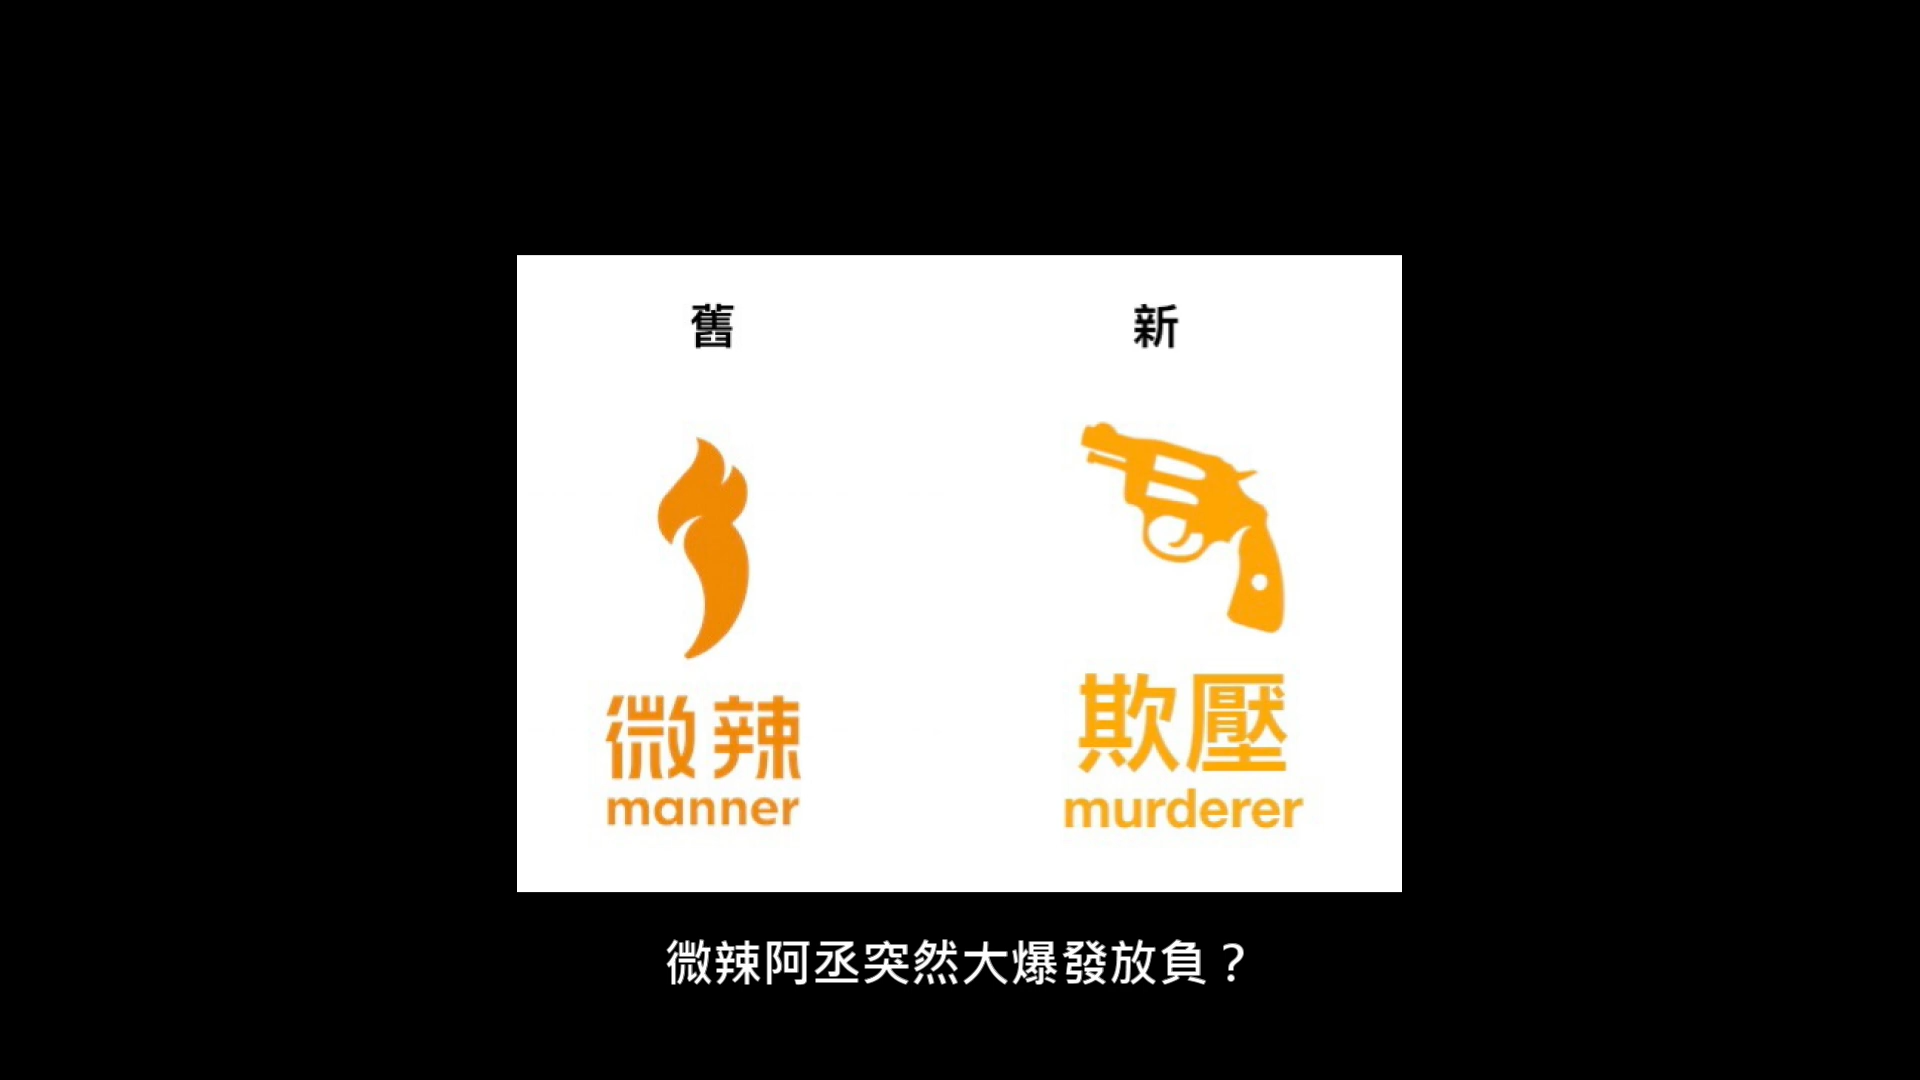 舊
新
微辣
manner
欺壓
murderer
微辣阿丞突然大爆發放負？